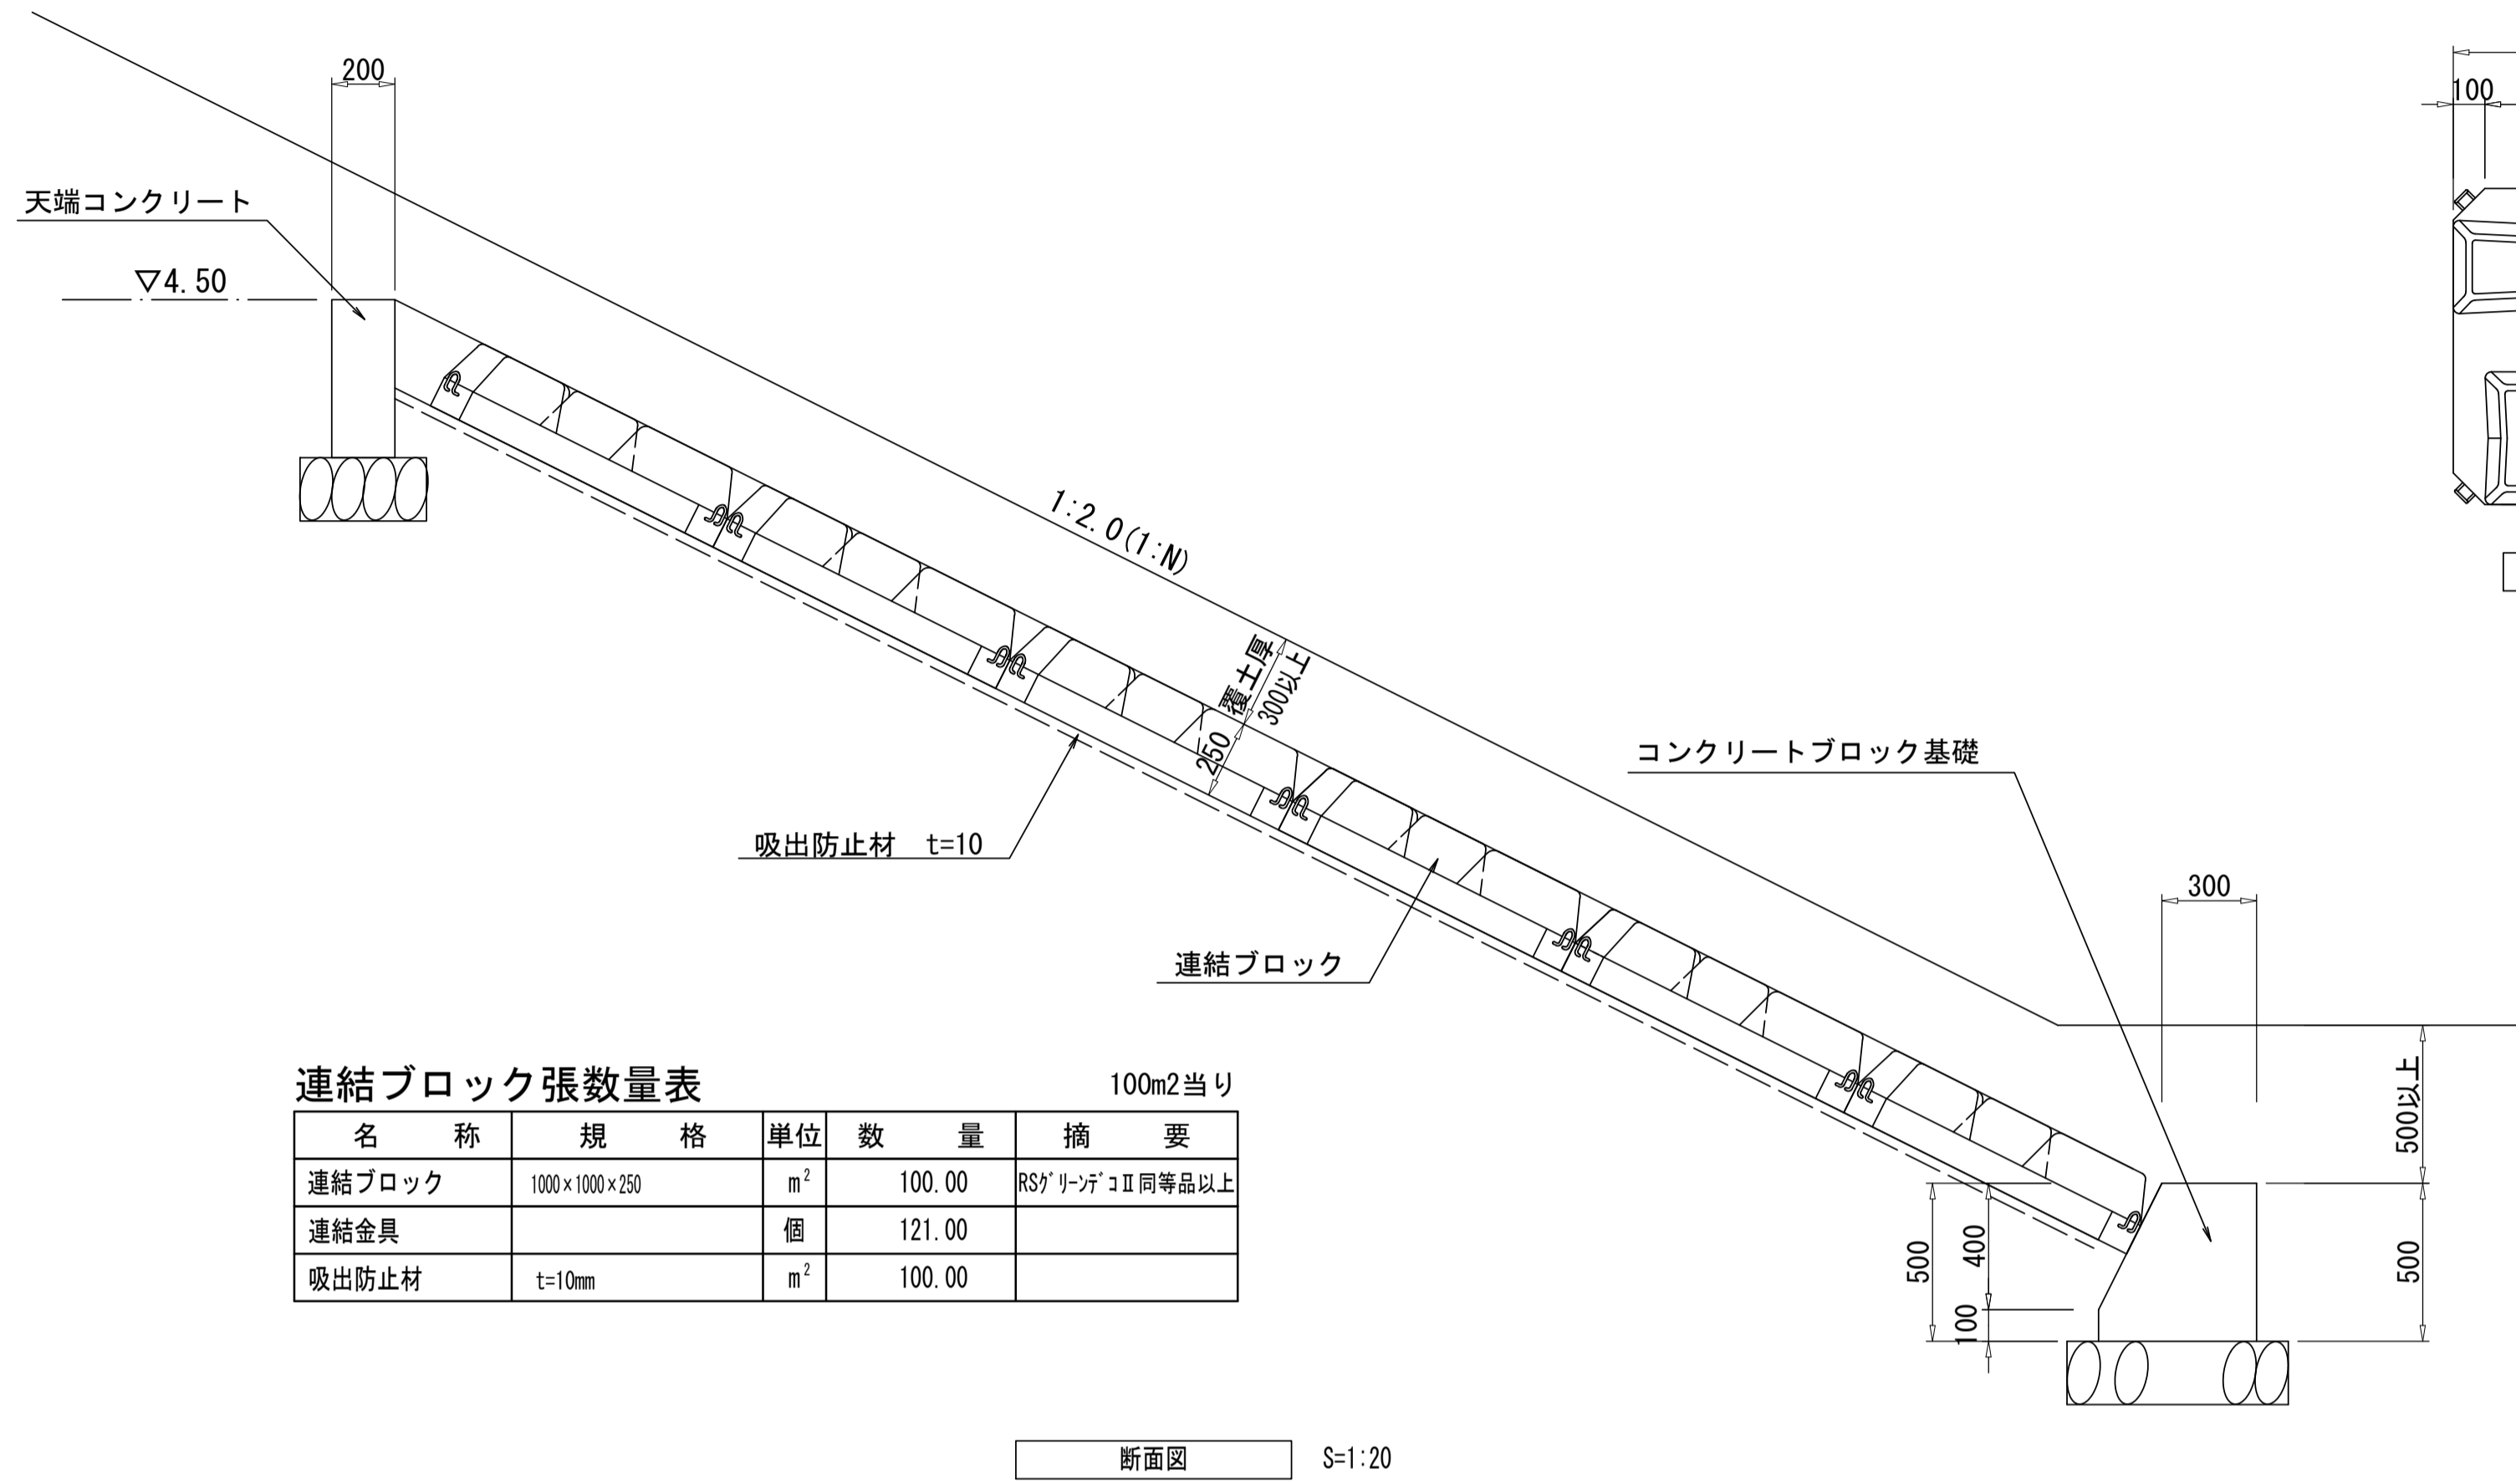 200
100
天端コンクリート
▽4.50
1:2.0(1:N)
覆土厚
300以上
250
コンクリートブロック基礎
吸出防止材　t=10
300
連結ブロック
500以上
500
400
100
500
連結ブロック張数量表　100m2当り
名　称　規　格　単位　数　量　摘　要
連結ブロック　1000×1000×250　m²　100.00　RSｸﾞﾘｰﾝﾃﾞｺⅡ同等品以上
連結金具　個　121.00
吸出防止材　t=10mm　m²　100.00
断面図　S=1:20